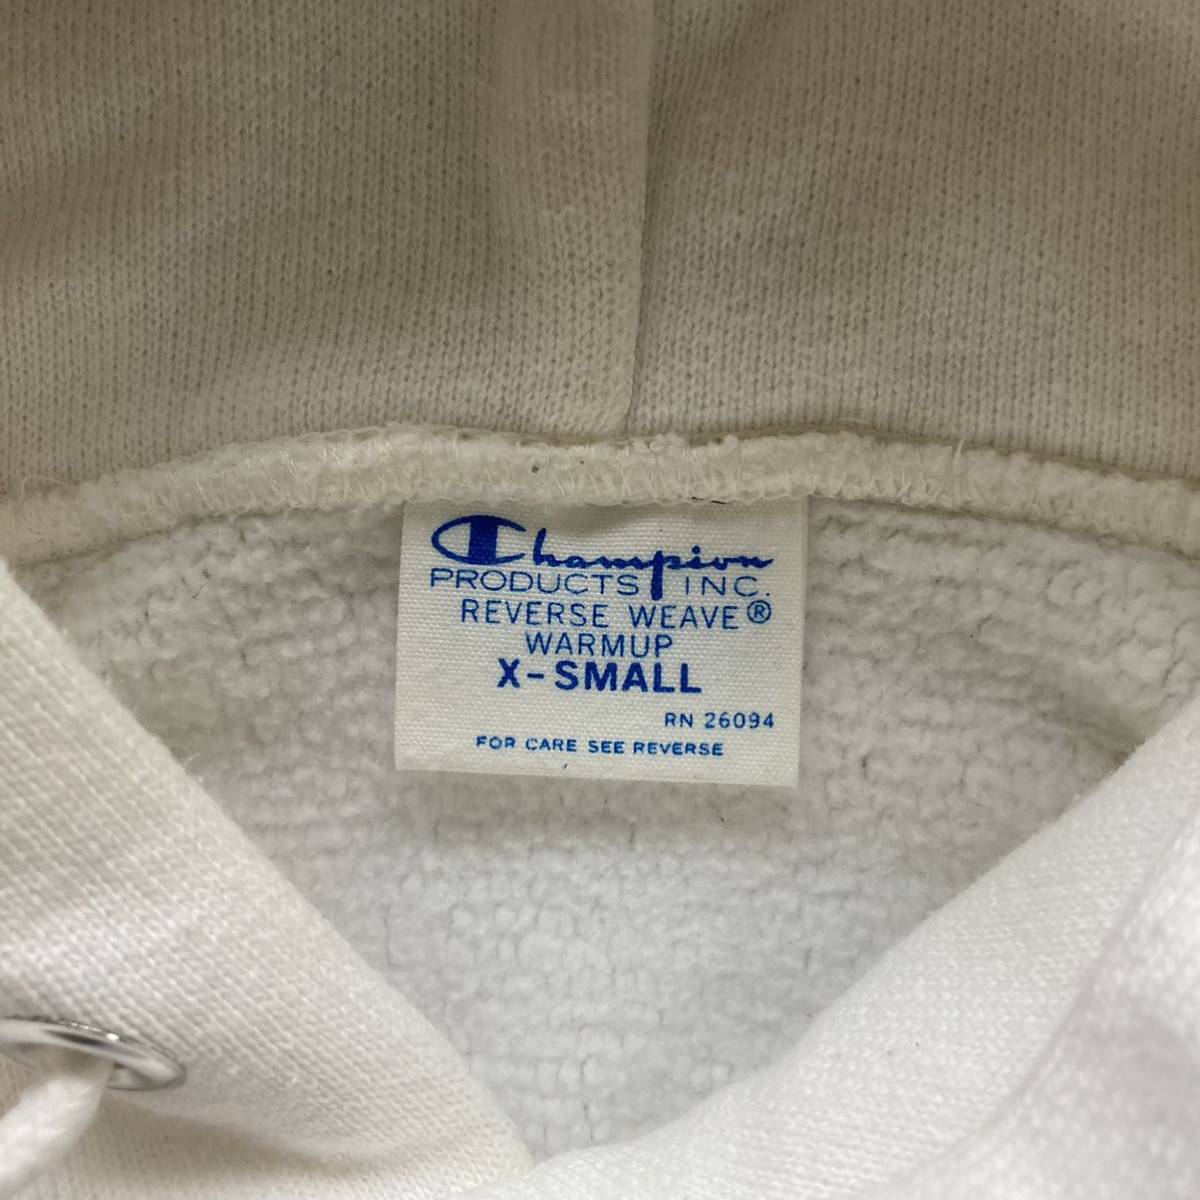 Champion
PRODUCTS INC.
REVERSE WEAVE®
WARMUP
X-SMALL
RN 26094
FOR CARE SEE REVERSE